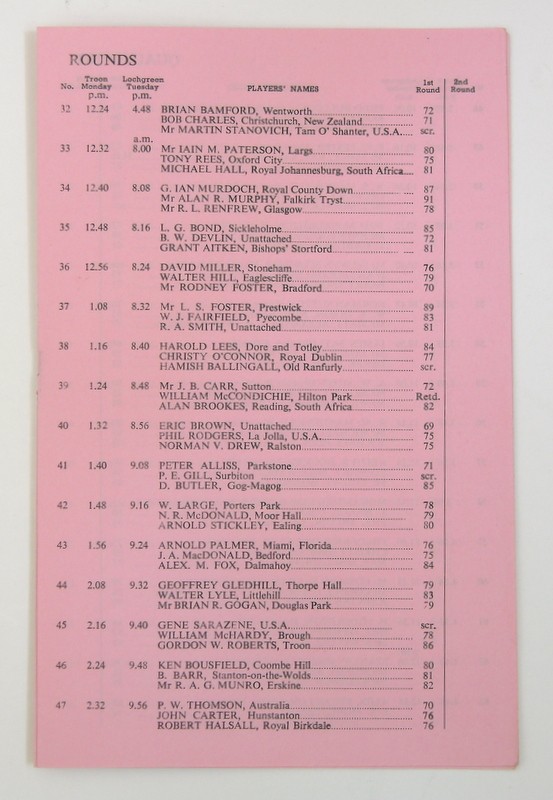 ROUNDS
No. Troon Monday p.m. Lochgreen Tuesday p.m. PLAYERS' NAMES 1st Round 2nd Round
32 12.24 4.48 BRIAN BAMFORD, Wentworth 72
BOB CHARLES, Christchurch, New Zealand 71
Mr MARTIN STANOVICH, Tam O' Shanter, U.S.A. scr.
a.m.
33 12.32 8.00 Mr IAIN M. PATERSON, Largs 80
TONY REES, Oxford City 75
MICHAEL HALL, Royal Johannesburg, South Africa 81
34 12.40 8.08 G. IAN MURDOCH, Royal County Down 87
Mr ALAN R. MURPHY, Falkirk Tryst 91
Mr R. L. RENFREW, Glasgow 78
35 12.48 8.16 L. G. BOND, Sickleholme 85
B. W. DEVLIN, Unattached 72
GRANT AITKEN, Bishops' Stortford 81
36 12.56 8.24 DAVID MILLER, Stoneham 76
WALTER HILL, Eaglescliffe 79
Mr RODNEY FOSTER, Bradford 70
37 1.08 8.32 Mr L. S. FOSTER, Prestwick 89
W. J. FAIRFIELD, Pyecombe 83
R. A. SMITH, Unattached 81
38 1.16 8.40 HAROLD LEES, Dore and Totley 84
CHRISTY O'CONNOR, Royal Dublin 77
HAMISH BALLINGALL, Old Ranfurly scr.
39 1.24 8.48 Mr J. B. CARR, Sutton 72
WILLIAM McCONDICHIE, Hilton Park Retd.
ALAN BROOKES, Reading, South Africa 82
40 1.32 8.56 ERIC BROWN, Unattached 69
PHIL RODGERS, La Jolla, U.S.A. 75
NORMAN V. DREW, Ralston 75
41 1.40 9.08 PETER ALLISS, Parkstone 71
P. E. GILL, Surbiton scr.
D. BUTLER, Gog-Magog 85
42 1.48 9.16 W. LARGE, Porters Park 78
N. R. McDONALD, Moor Hall 79
ARNOLD STICKLEY, Ealing 80
43 1.56 9.24 ARNOLD PALMER, Miami, Florida 76
J. A. MacDONALD, Bedford 75
ALEX. M. FOX, Dalmahoy 84
44 2.08 9.32 GEOFFREY GLEDHILL, Thorpe Hall 79
WALTER LYLE, Littlehill 83
Mr BRIAN R. GOGAN, Douglas Park 79
45 2.16 9.40 GENE SARAZENE, U.S.A. scr.
WILLIAM McHARDY, Brough 78
GORDON W. ROBERTS, Troon 86
46 2.24 9.48 KEN BOUSFIELD, Coombe Hill 80
B. BARR, Stanton-on-the-Wolds 81
Mr R. A. G. MUNRO, Erskine 82
47 2.32 9.56 P. W. THOMSON, Australia 70
JOHN CARTER, Hunstanton 76
ROBERT HALSALL, Royal Birkdale 76